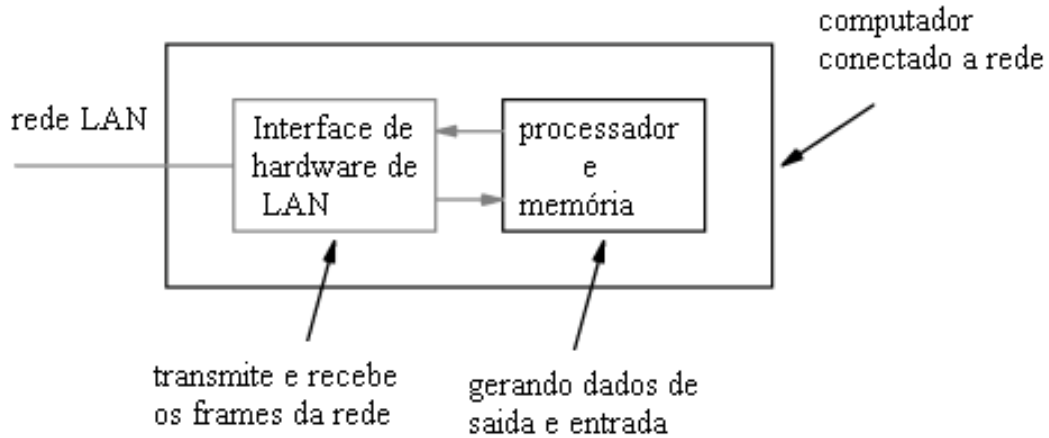 computador
conectado a rede
rede LAN
Interface de
hardware de
LAN
processador
e
memória
transmite e recebe
os frames da rede
gerando dados de
saida e entrada